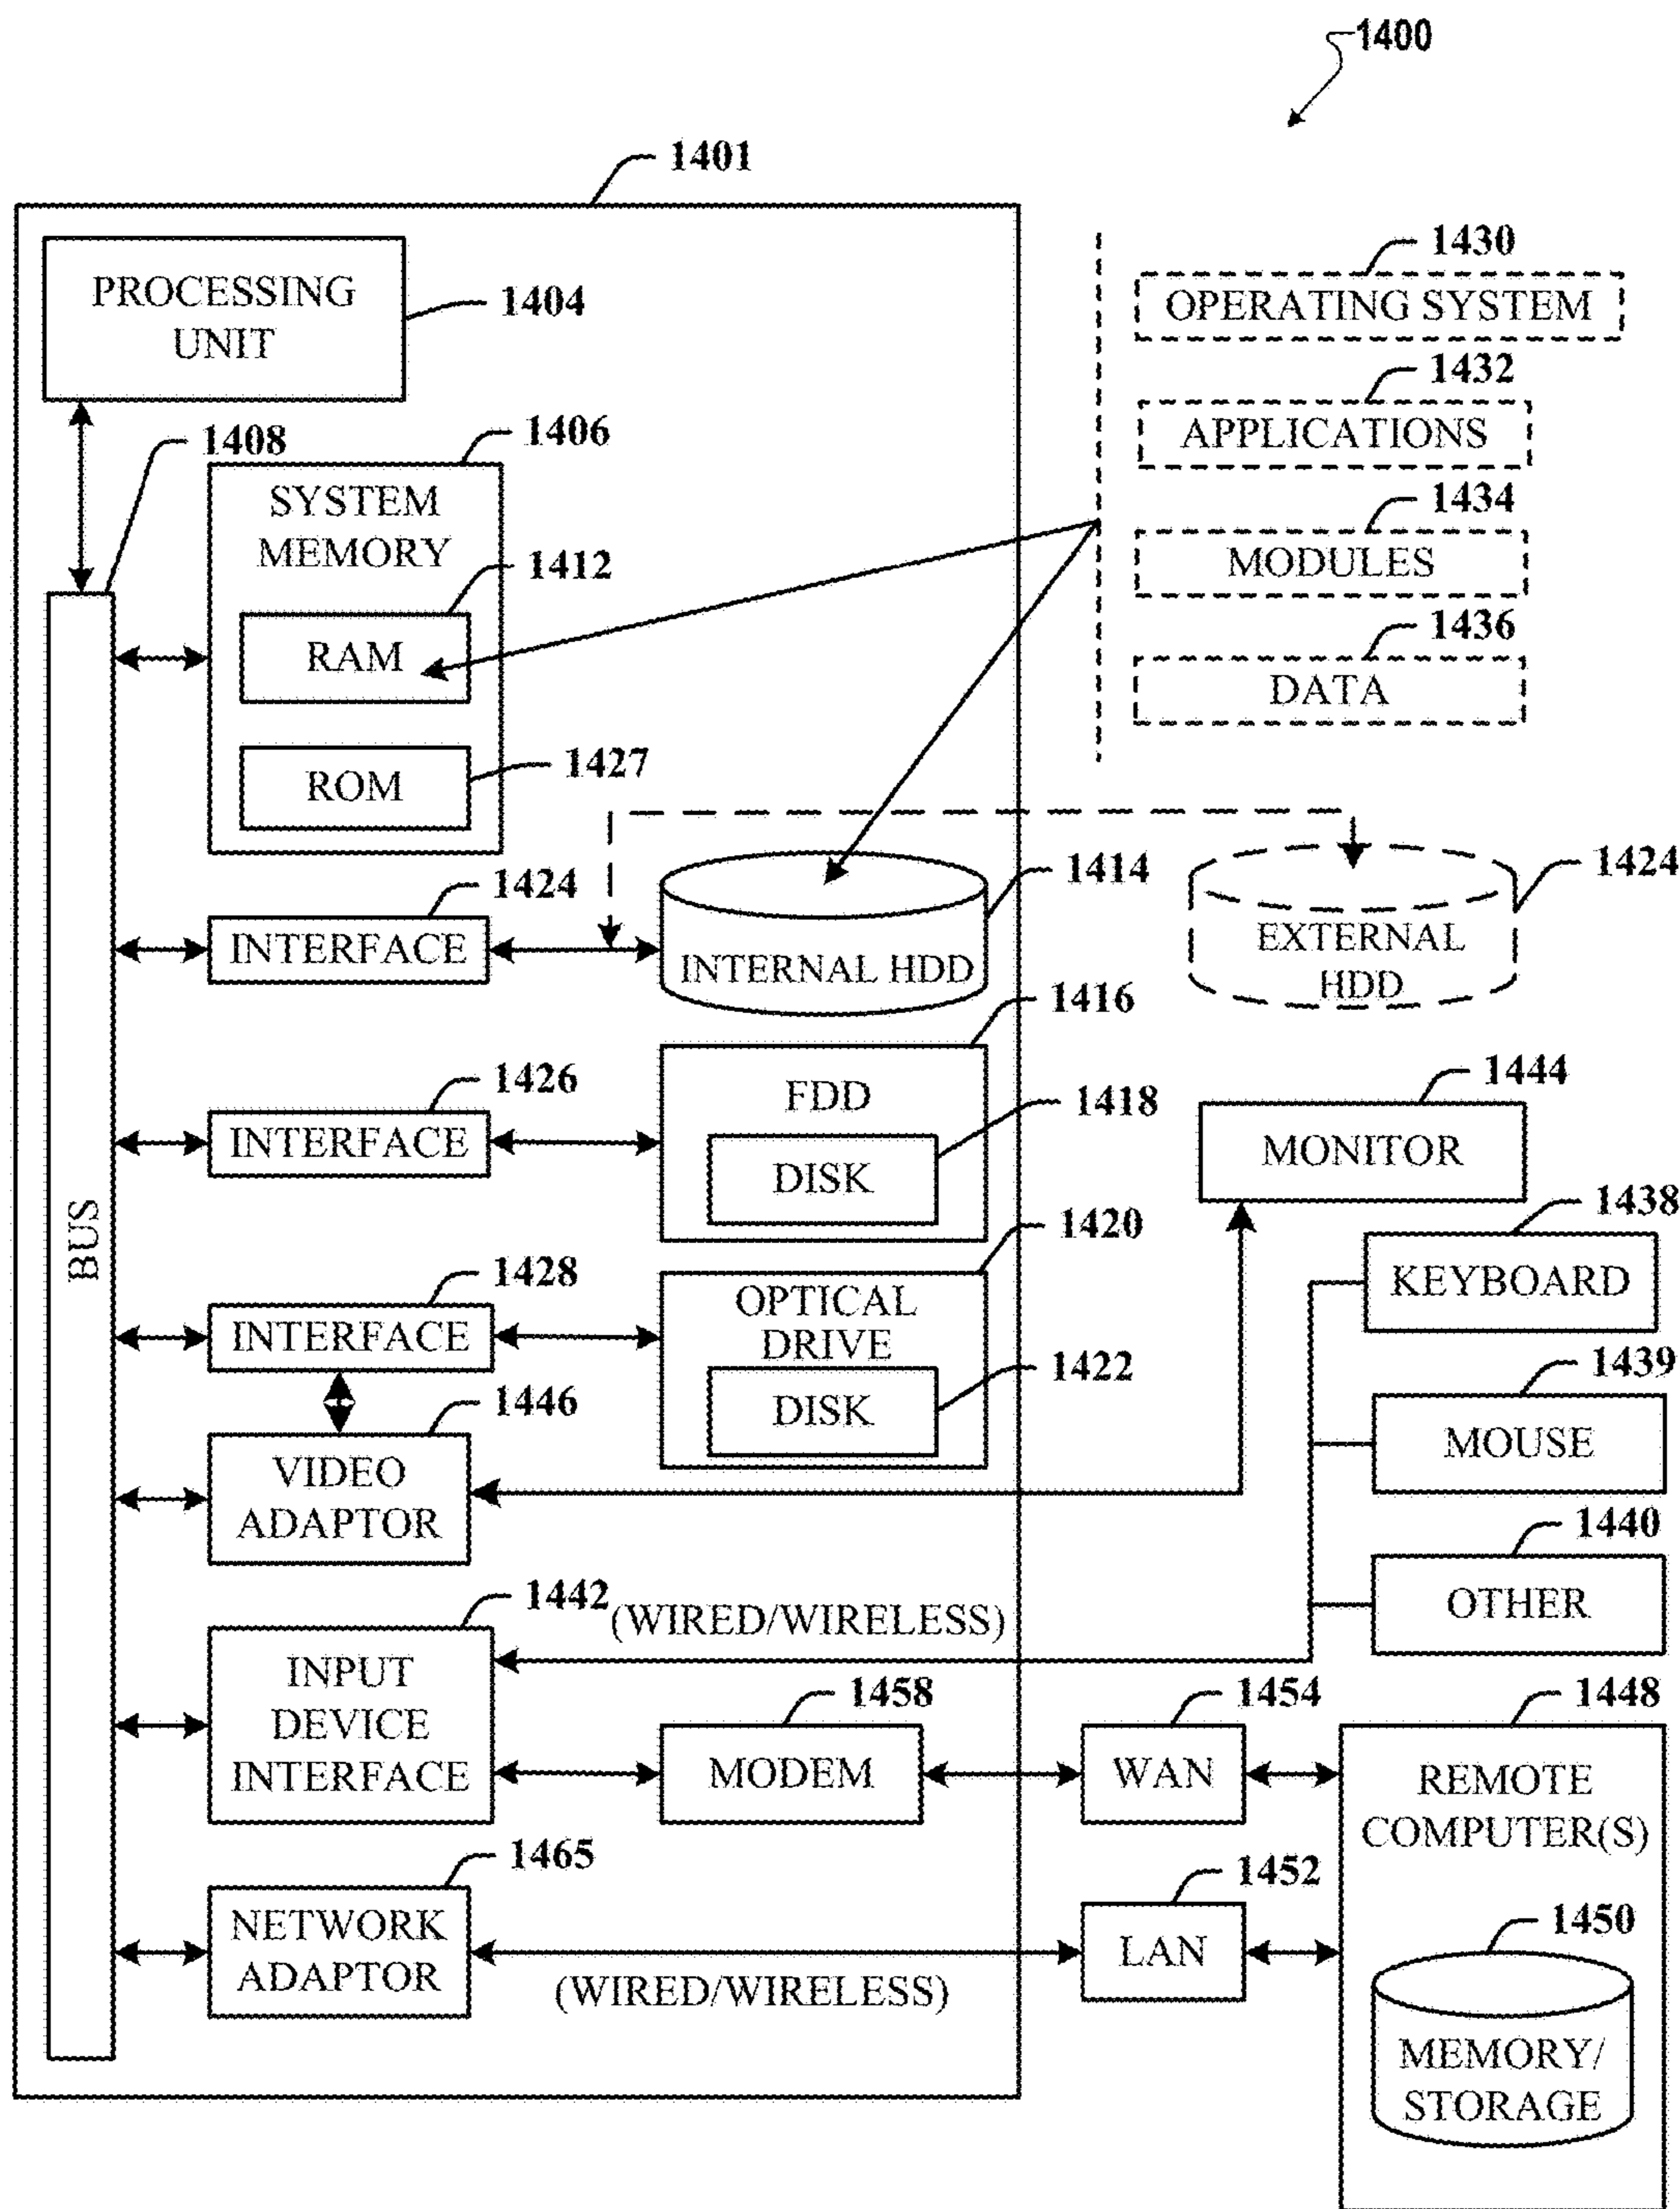 1400
1401
PROCESSING
UNIT
1404
1430
OPERATING SYSTEM
1432
APPLICATIONS
1434
MODULES
1436
DATA
1408
1406
SYSTEM
MEMORY
1412
RAM
ROM
1427
1424
INTERFACE
1414
INTERNAL HDD
1424
EXTERNAL
HDD
1426
INTERFACE
1416
FDD
1418
DISK
1444
MONITOR
BUS
1438
KEYBOARD
1428
INTERFACE
1420
OPTICAL
DRIVE
1422
DISK
1439
MOUSE
1446
VIDEO
ADAPTOR
1440
OTHER
1442
(WIRED/WIRELESS)
INPUT
DEVICE
INTERFACE
1458
MODEM
1454
WAN
1448
REMOTE
COMPUTER(S)
1465
NETWORK
ADAPTOR
(WIRED/WIRELESS)
1452
LAN
1450
MEMORY/
STORAGE